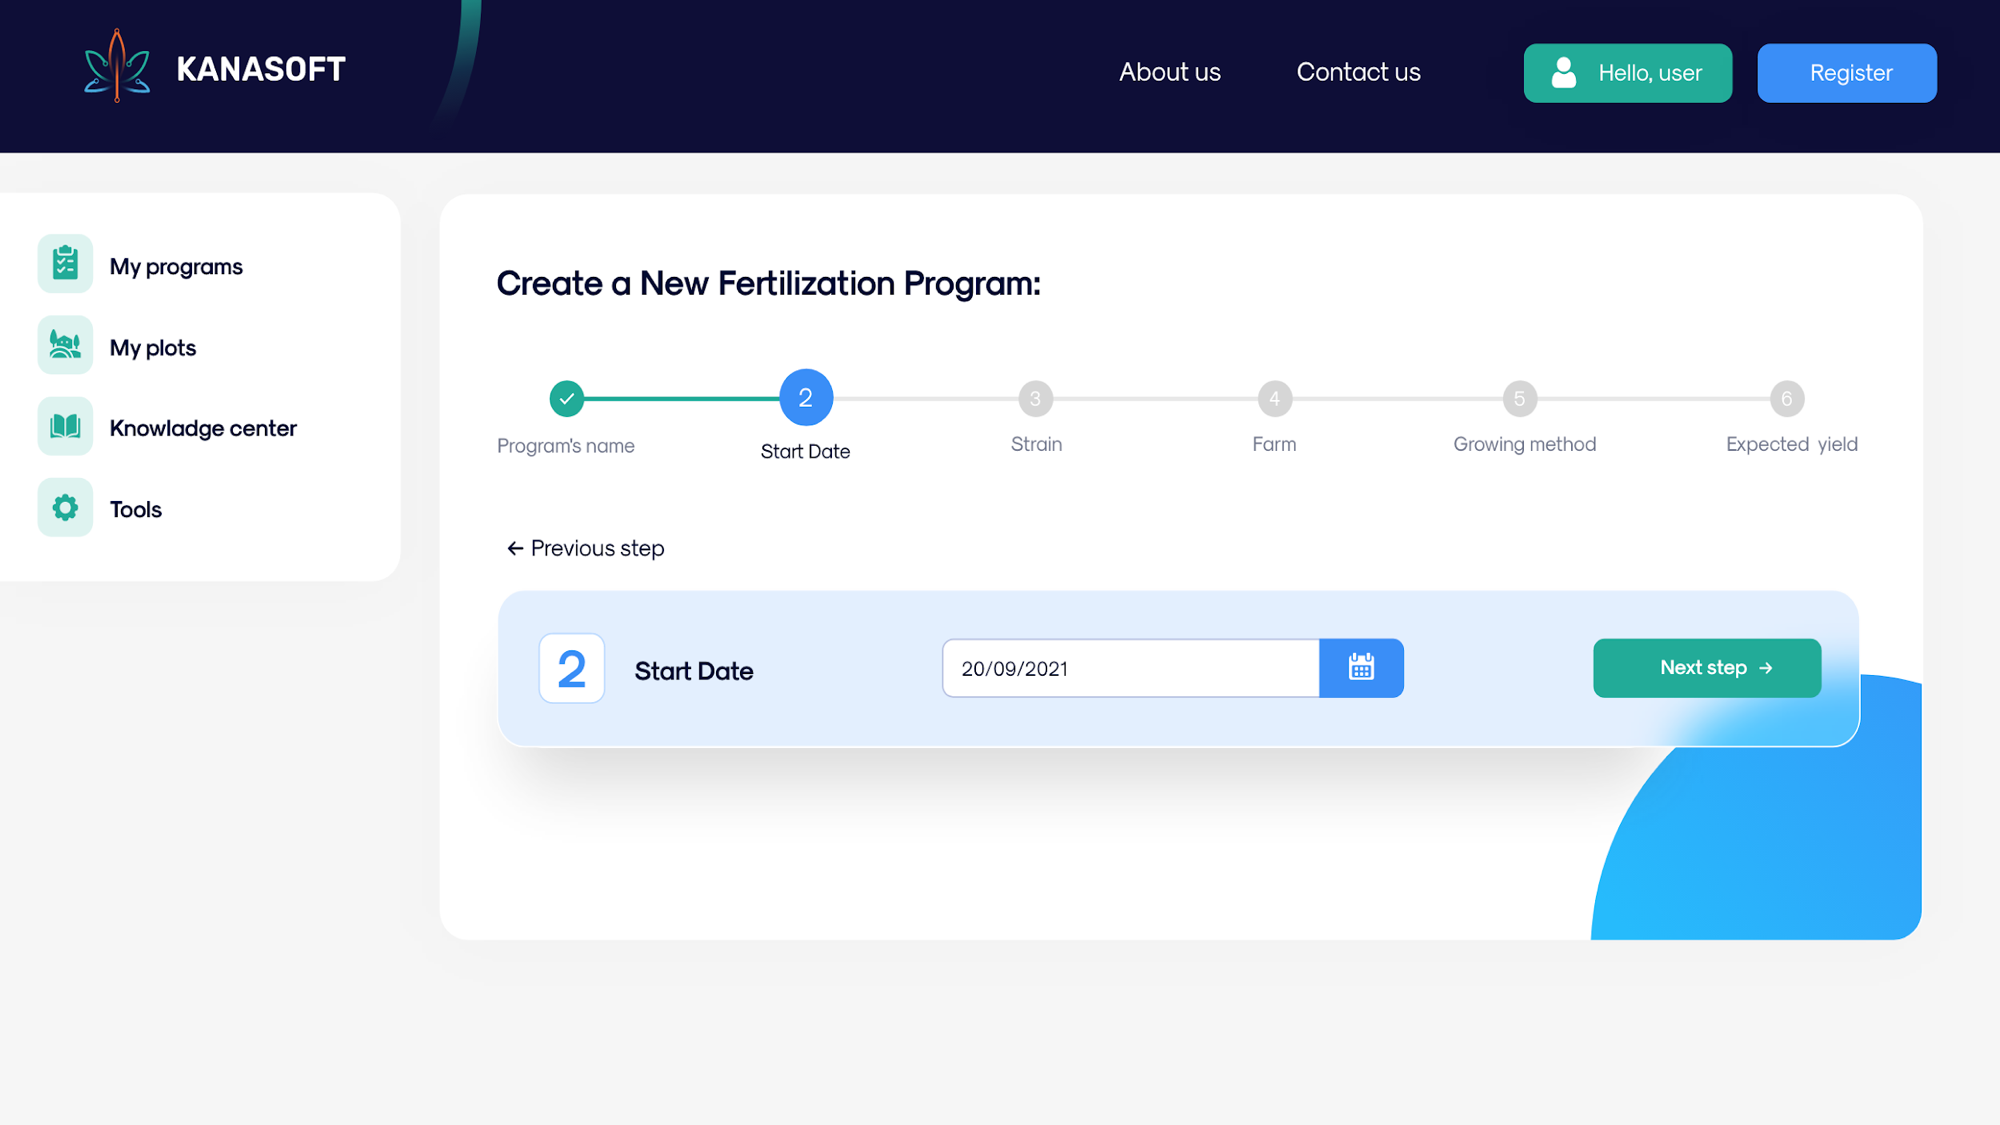 KANASOFT
About us
Contact us
Hello, user
Register
My programs
My plots
Knowladge center
Tools
Create a New Fertilization Program:
2
3
4
5
6
Program's name
Start Date
Strain
Farm
Growing method
Expected yield
← Previous step
2
Start Date
20/09/2021
Next step →